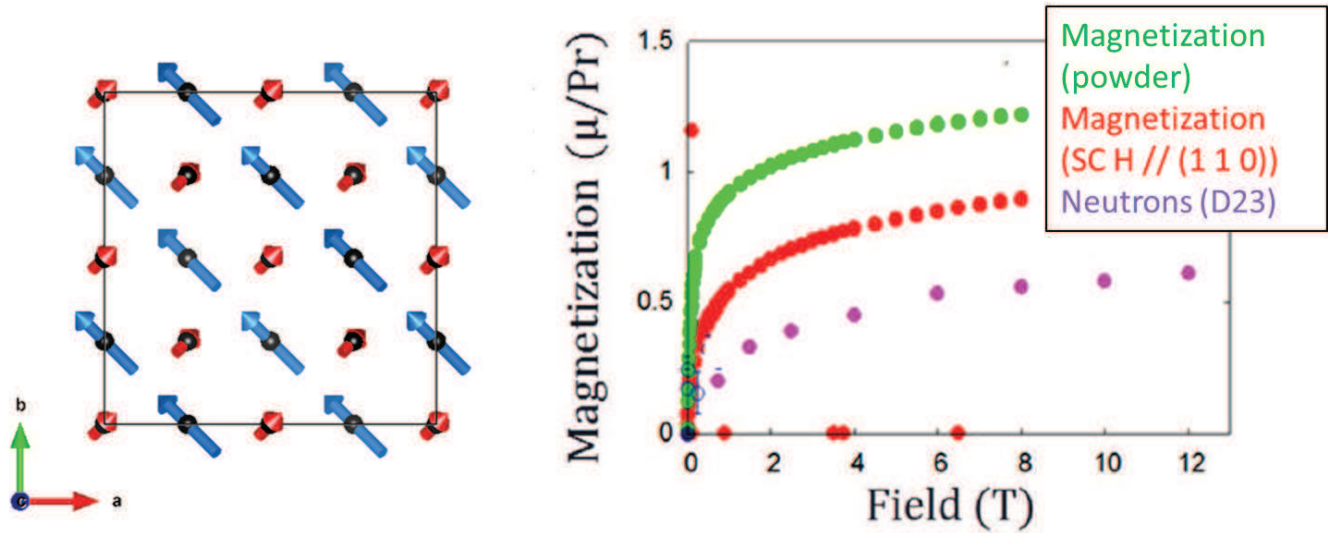 b
c
a
Magnetization (μ/Pr)
1.5
1
0.5
0
0
2
4
6
8
10
12
Field (T)
Magnetization
(powder)
Magnetization
(SC H // (1 1 0))
Neutrons (D23)